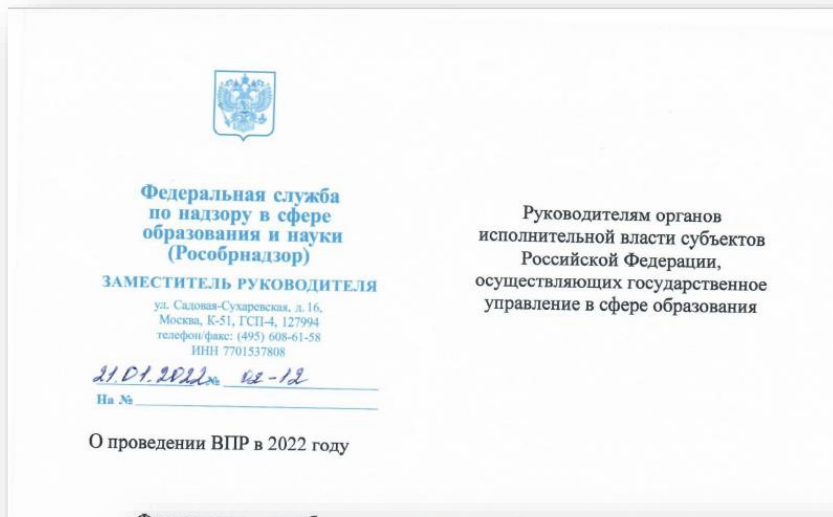 Федеральная служба
по надзору в сфере
образования и науки
(Рособрнадзор)
ЗАМЕСТИТЕЛЬ РУКОВОДИТЕЛЯ
ул. Садовая-Сухаревская, д. 16,
Москва, К-51, ГСП-4, 127994
телефон/факс: (495) 608-61-58
ИНН 7701537808
21.01.2022 № 02-12
На №
Руководителям органов
исполнительной власти субъектов
Российской Федерации,
осуществляющих государственное
управление в сфере образования
О проведении ВПР в 2022 году